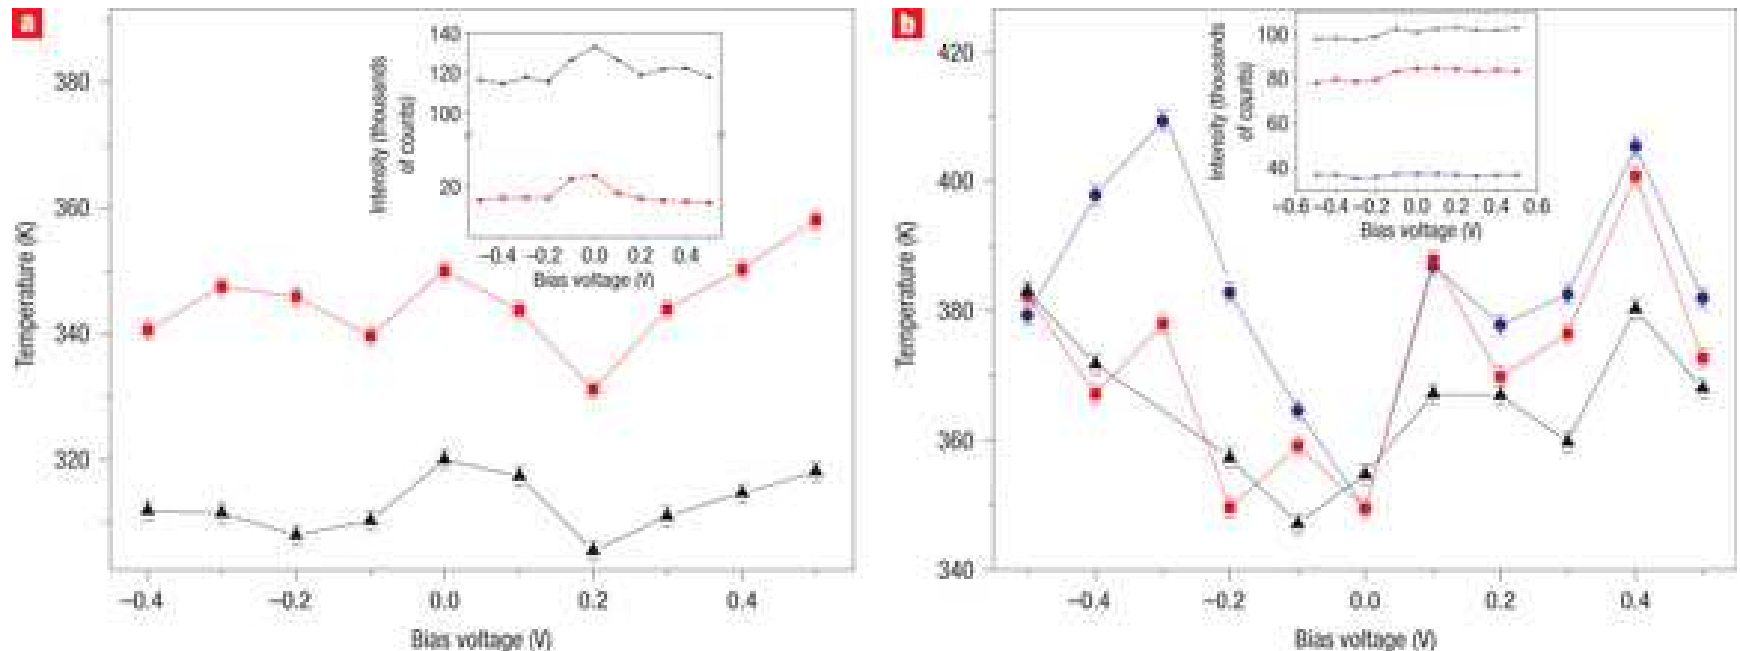 a
140
120
100
20
Intensity (thousands
of counts)
−0.4 −0.2 0.0 0.2 0.4
Bias voltage (V)
380
360
340
320
Temperature (K)
−0.4 −0.2 0.0 0.2 0.4
Bias voltage (V)
b
100
80
60
40
Intensity (thousands
of counts)
−0.6 −0.4 −0.2 0.0 0.2 0.4 0.6
Bias voltage (V)
420
400
380
360
340
Temperature (K)
−0.4 −0.2 0.0 0.2 0.4
Bias voltage (V)